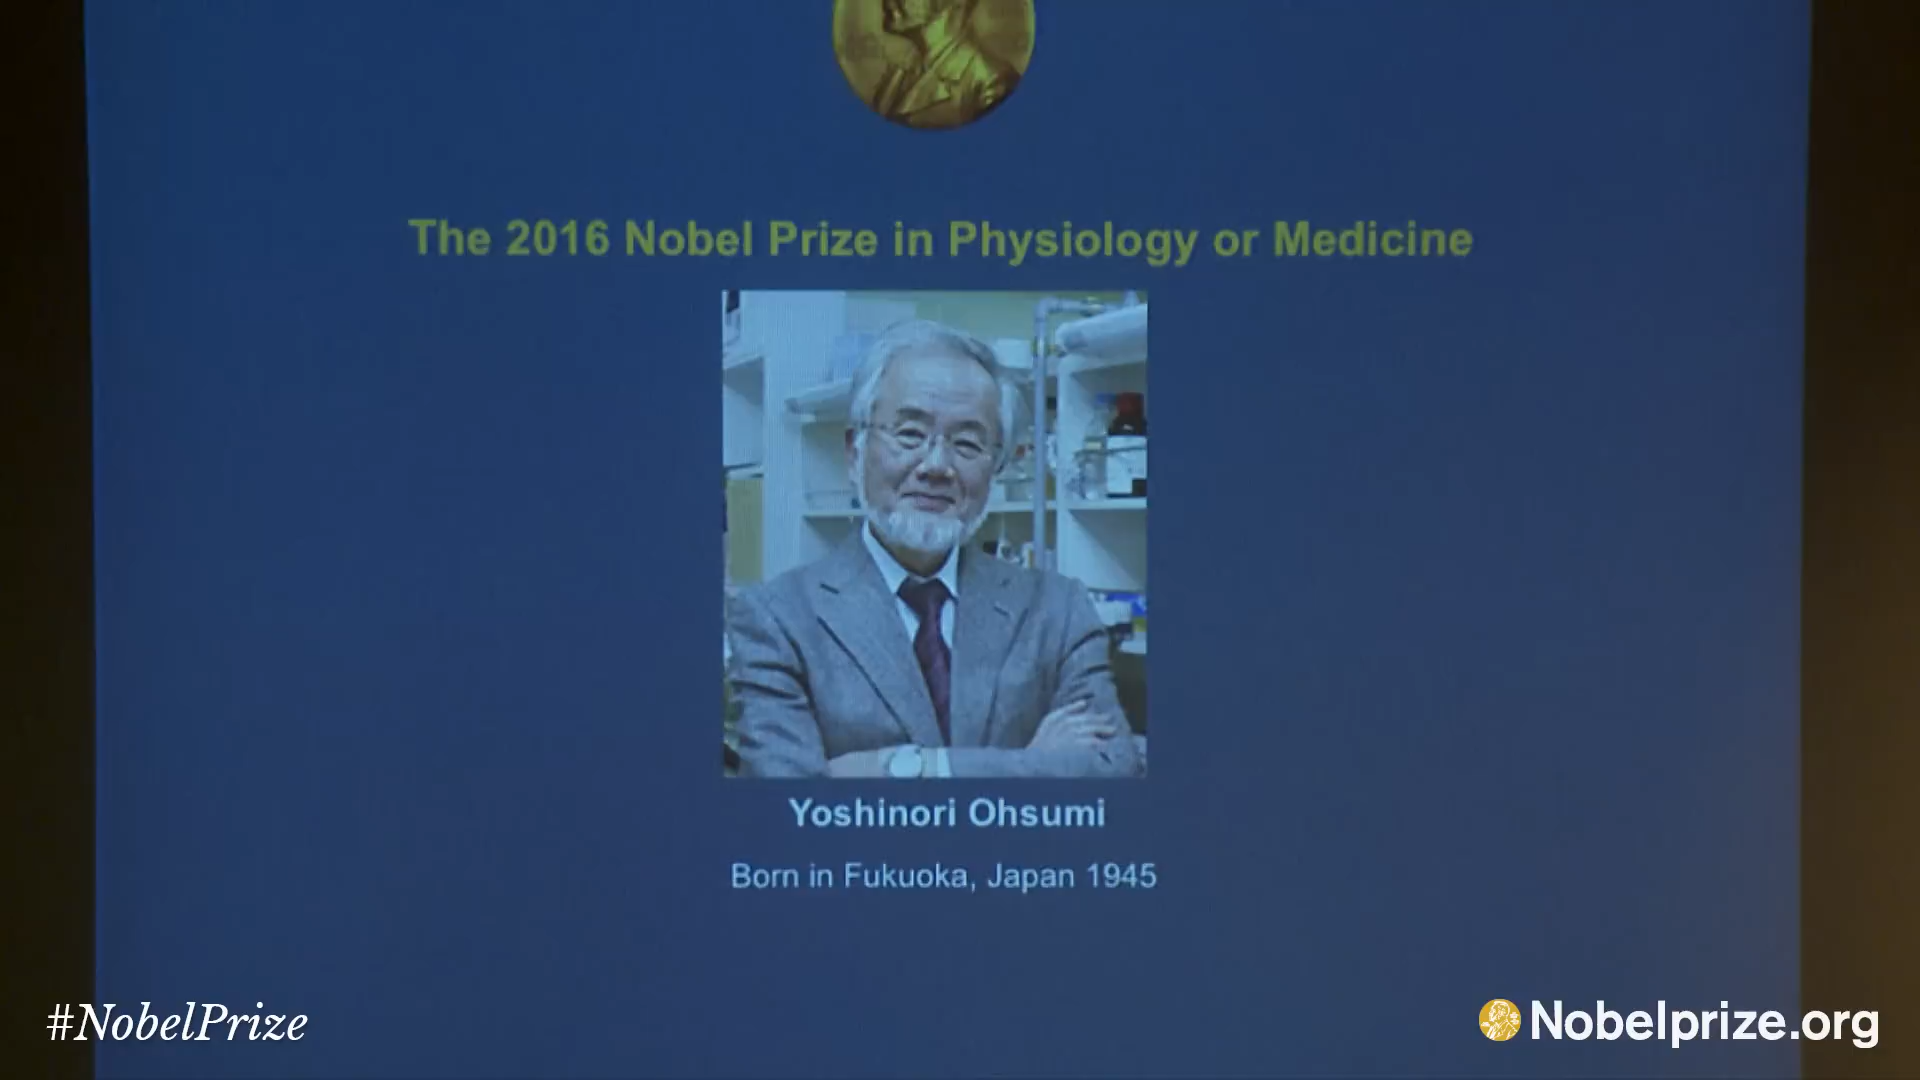 The 2016 Nobel Prize in Physiology or Medicine
Yoshinori Ohsumi
Born in Fukuoka, Japan 1945
#NobelPrize
Nobelprize.org